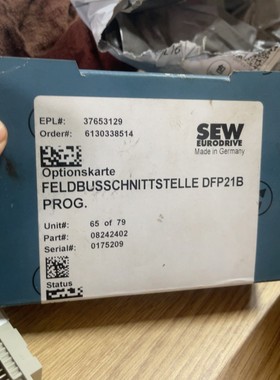 EPL#: 37653129
Order#: 6130338514
SEW
EURODRIVE
Made in Germany
Optionskarte
FELDBUSSCHNITTSTELLE DFP21B
PROG.
Unit#: 65 of 79
Part#: 08242402
Serial#: 0175209
Status